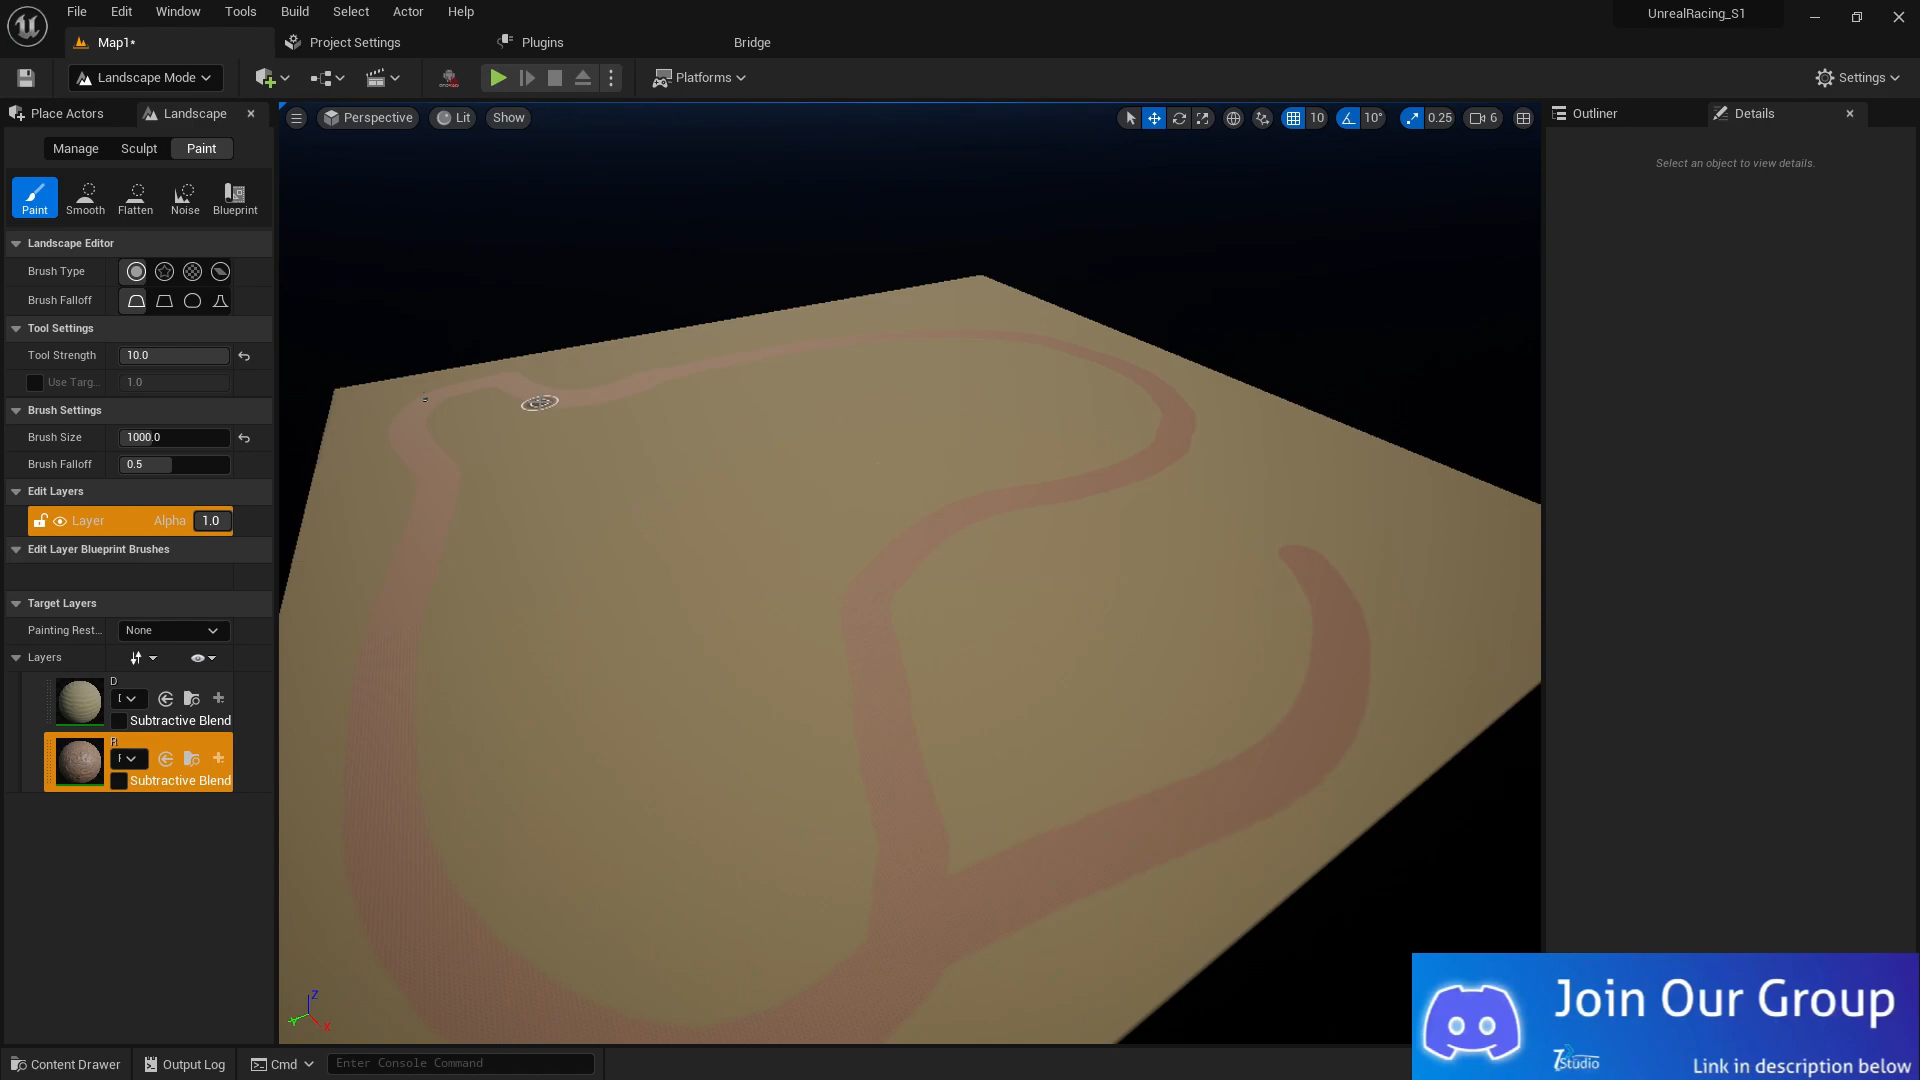 File Edit Window Tools Build Select Actor Help
UnrealRacing_S1
Map1* Project Settings Plugins Bridge
Landscape Mode Platforms Settings
Place Actors Landscape
Perspective Lit Show 10 10° 0.25 6
Outliner Details
Manage Sculpt Paint
Select an object to view details.
Paint Smooth Flatten Noise Blueprint
Landscape Editor
Brush Type
Brush Falloff
Tool Settings
Tool Strength 10.0
Use Targ... 1.0
Brush Settings
Brush Size 1000.0
Brush Falloff 0.5
Edit Layers
Layer Alpha 1.0
Edit Layer Blueprint Brushes
Target Layers
Painting Rest... None
Layers
D
Subtractive Blend
R
Subtractive Blend
Z
Y X
Join Our Group
Studio
Link in description below
Content Drawer Output Log Cmd Enter Console Command